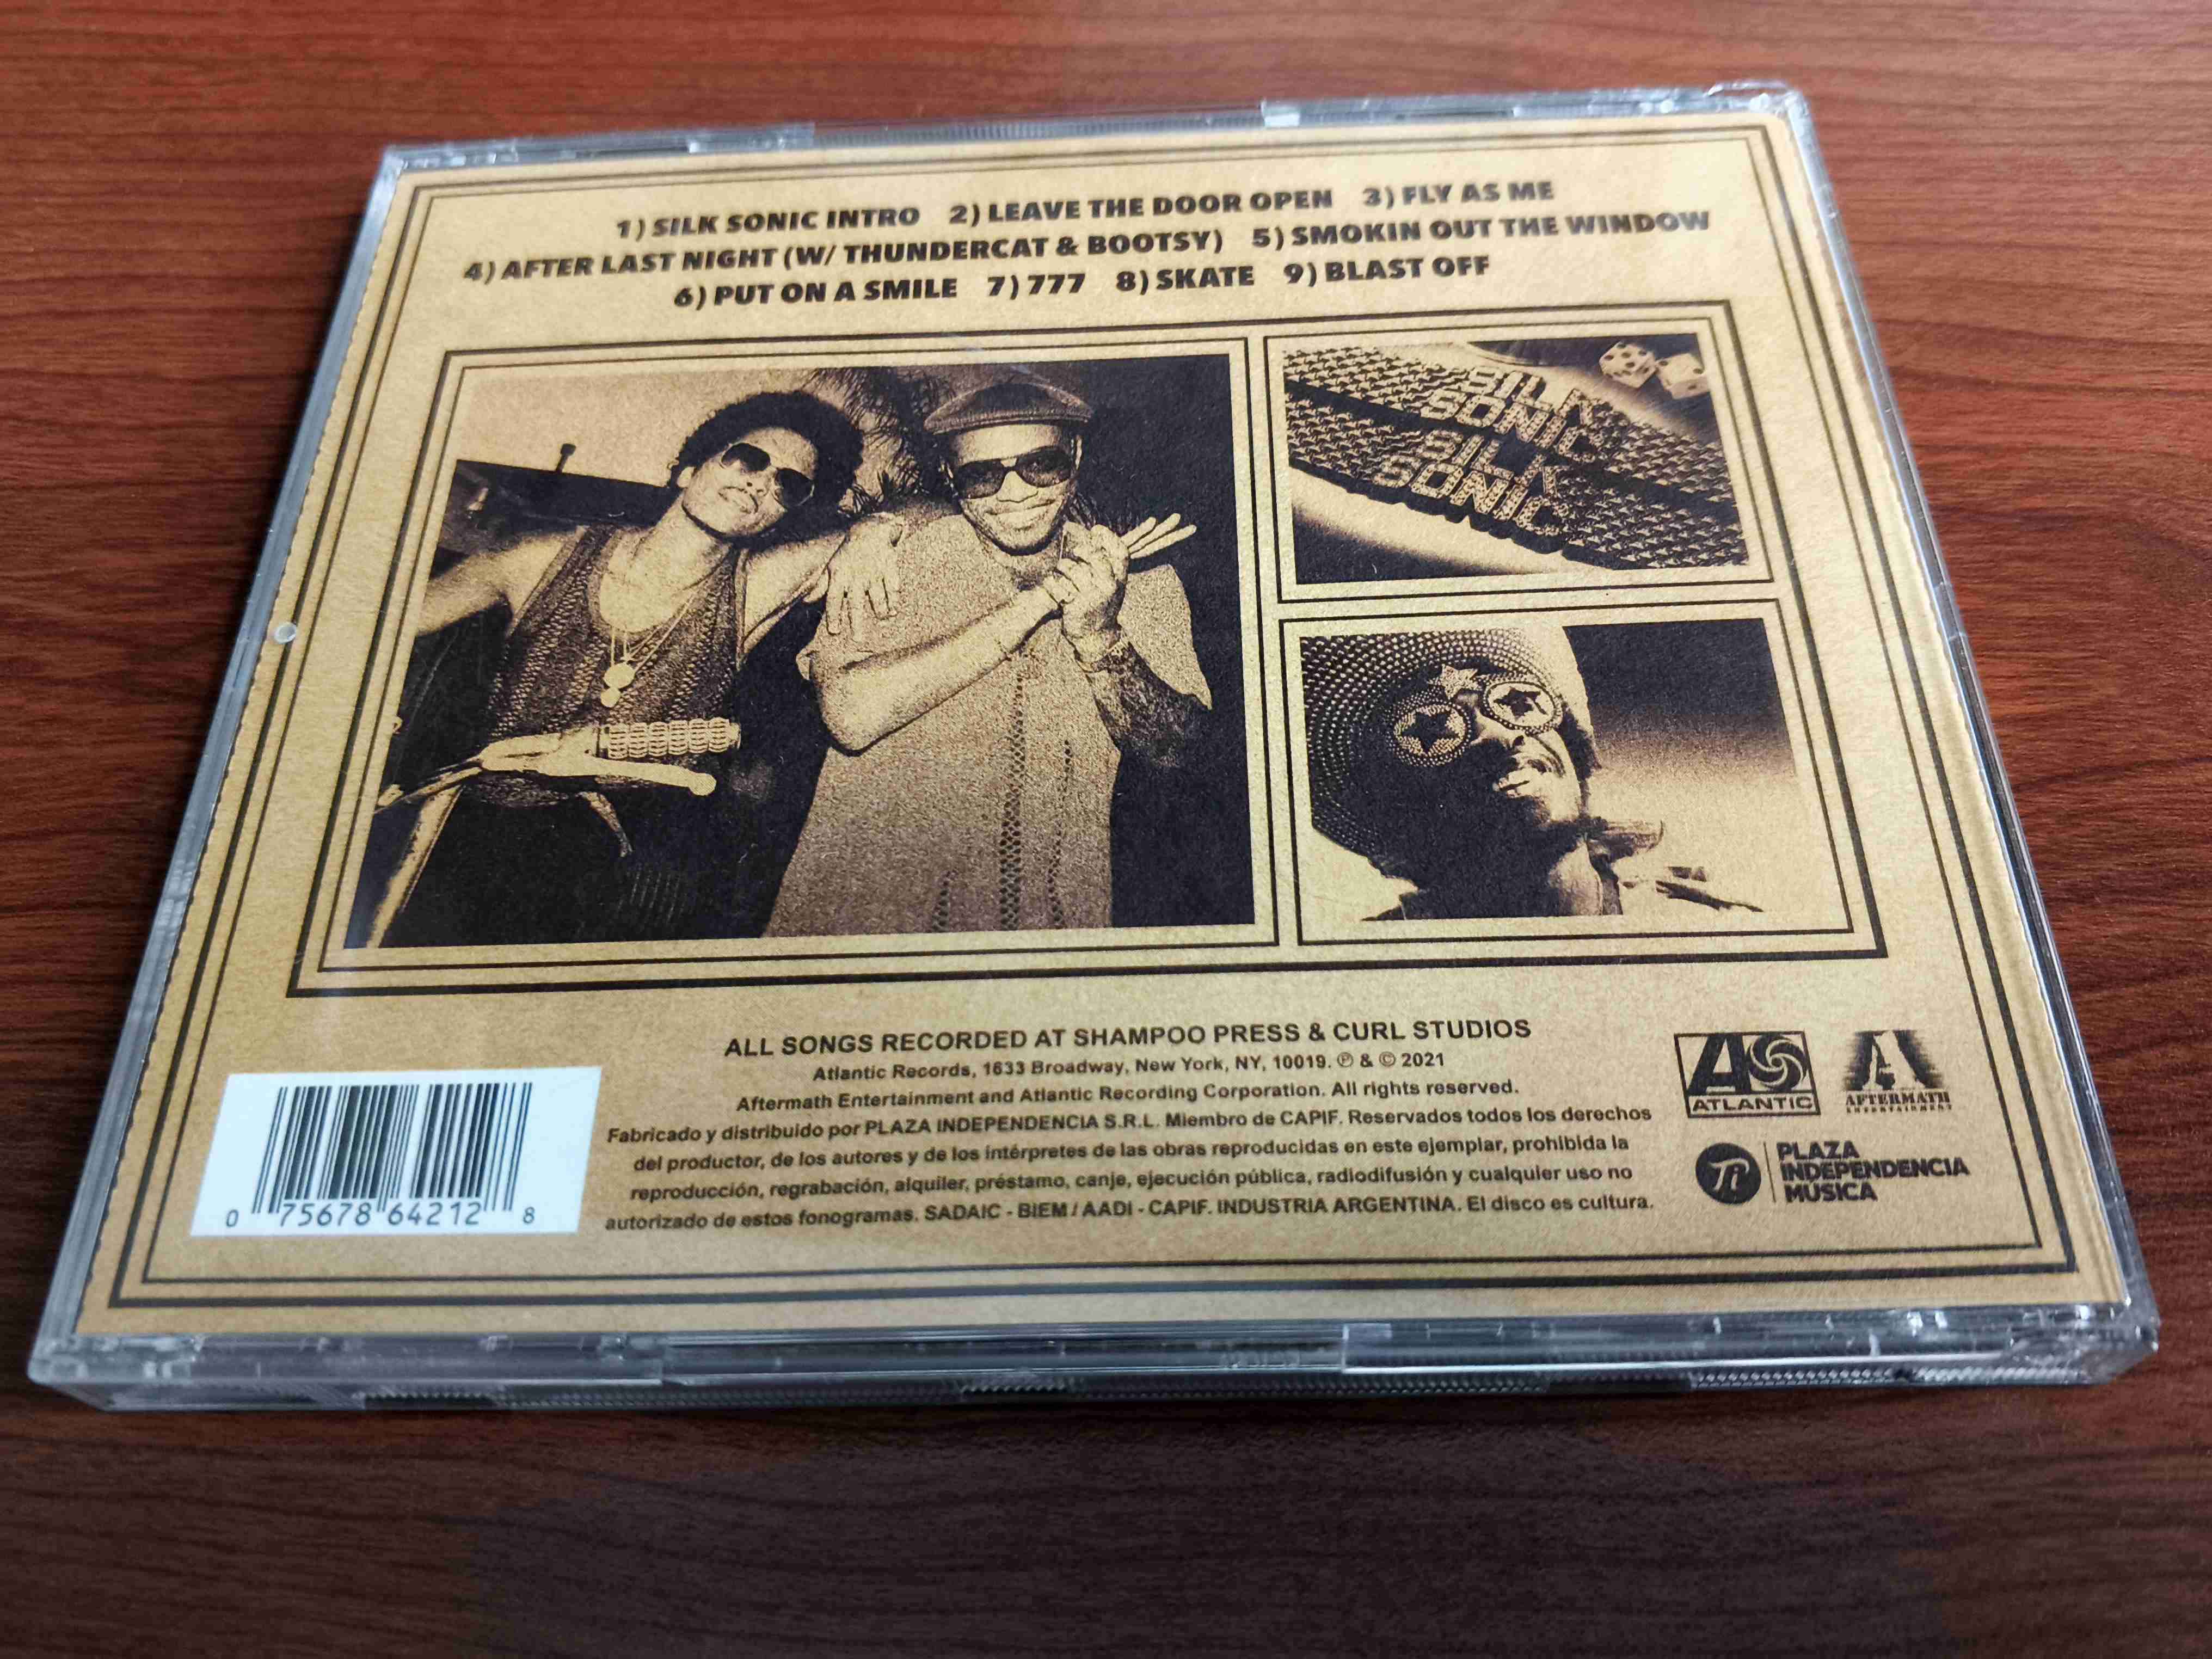 1) SILK SONIC INTRO 2) LEAVE THE DOOR OPEN 3) FLY AS ME
4) AFTER LAST NIGHT (W/ THUNDERCAT & BOOTSY) 5) SMOKIN OUT THE WINDOW
6) PUT ON A SMILE 7) 777 8) SKATE 9) BLAST OFF
SILK
SONIC
SILK
SONIC
ALL SONGS RECORDED AT SHAMPOO PRESS & CURL STUDIOS
Atlantic Records, 1633 Broadway, New York, NY, 10019. ℗ & © 2021
Aftermath Entertainment and Atlantic Recording Corporation. All rights reserved.
Fabricado y distribuido por PLAZA INDEPENDENCIA S.R.L. Miembro de CAPIF. Reservados todos los derechos
del productor, de los autores y de los intérpretes de las obras reproducidas en este ejemplar, prohibida la
reproducción, regrabación, alquiler, préstamo, canje, ejecución pública, radiodifusión y cualquier uso no
autorizado de estos fonogramas. SADAIC - BIEM / AADI - CAPIF. INDUSTRIA ARGENTINA. El disco es cultura.
0 75678 64212 8
ATLANTIC
AFTERMATH
ENTERTAINMENT
PLAZA
INDEPENDENCIA
MÚSICA